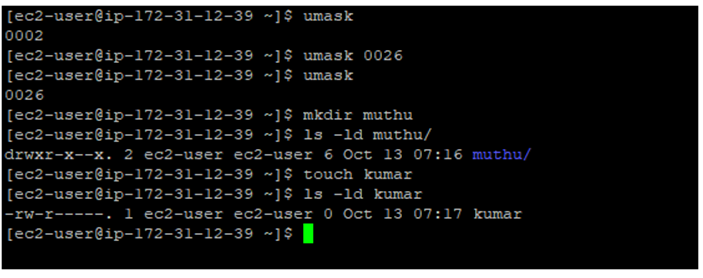 [ec2-user@ip-172-31-12-39 ~]$ umask
0002
[ec2-user@ip-172-31-12-39 ~]$ umask 0026
[ec2-user@ip-172-31-12-39 ~]$ umask
0026
[ec2-user@ip-172-31-12-39 ~]$ mkdir muthu
[ec2-user@ip-172-31-12-39 ~]$ ls -ld muthu/
drwxr-x--x. 2 ec2-user ec2-user 6 Oct 13 07:16 muthu/
[ec2-user@ip-172-31-12-39 ~]$ touch kumar
[ec2-user@ip-172-31-12-39 ~]$ ls -ld kumar
-rw-r-----. 1 ec2-user ec2-user 0 Oct 13 07:17 kumar
[ec2-user@ip-172-31-12-39 ~]$